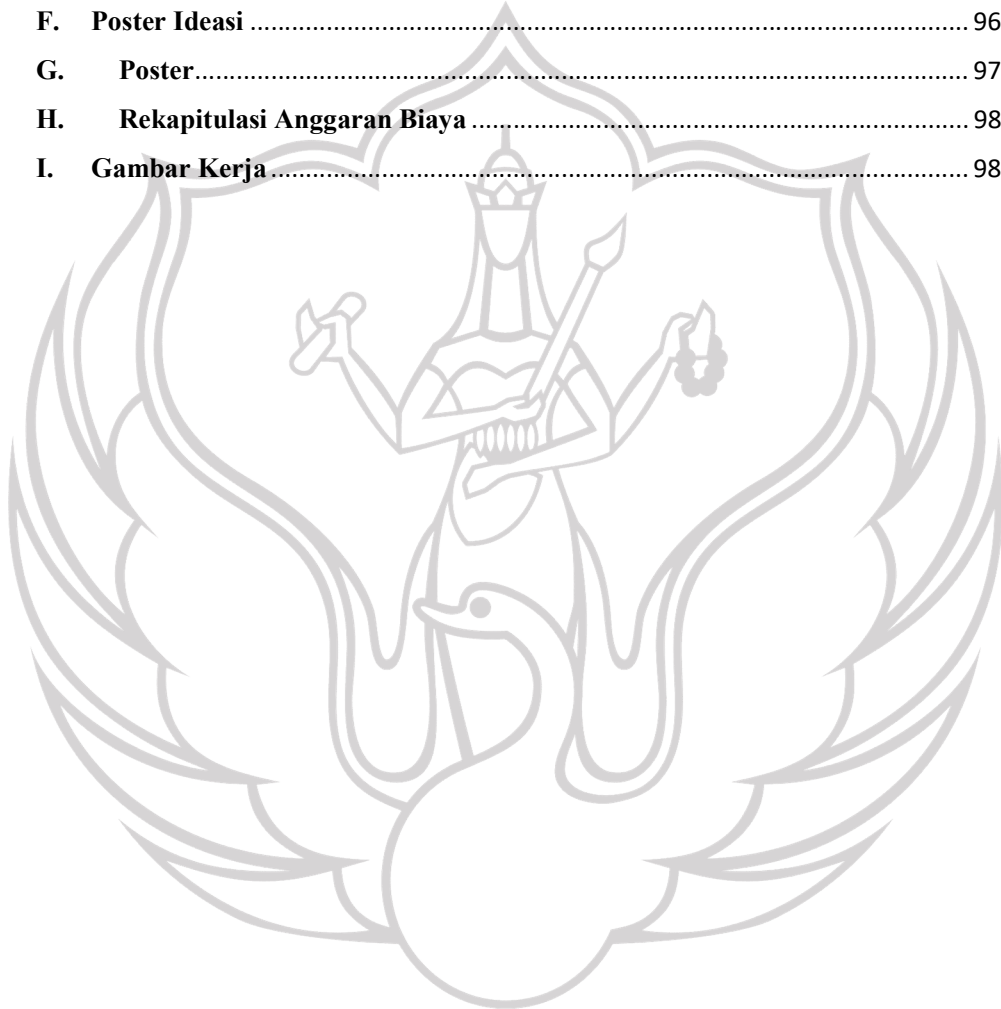 F. Poster Ideasi ........................................................................................................ 96
G. Poster ........................................................................................................ 97
H. Rekapitulasi Anggaran Biaya ........................................................................ 98
I. Gambar Kerja ........................................................................................................ 98